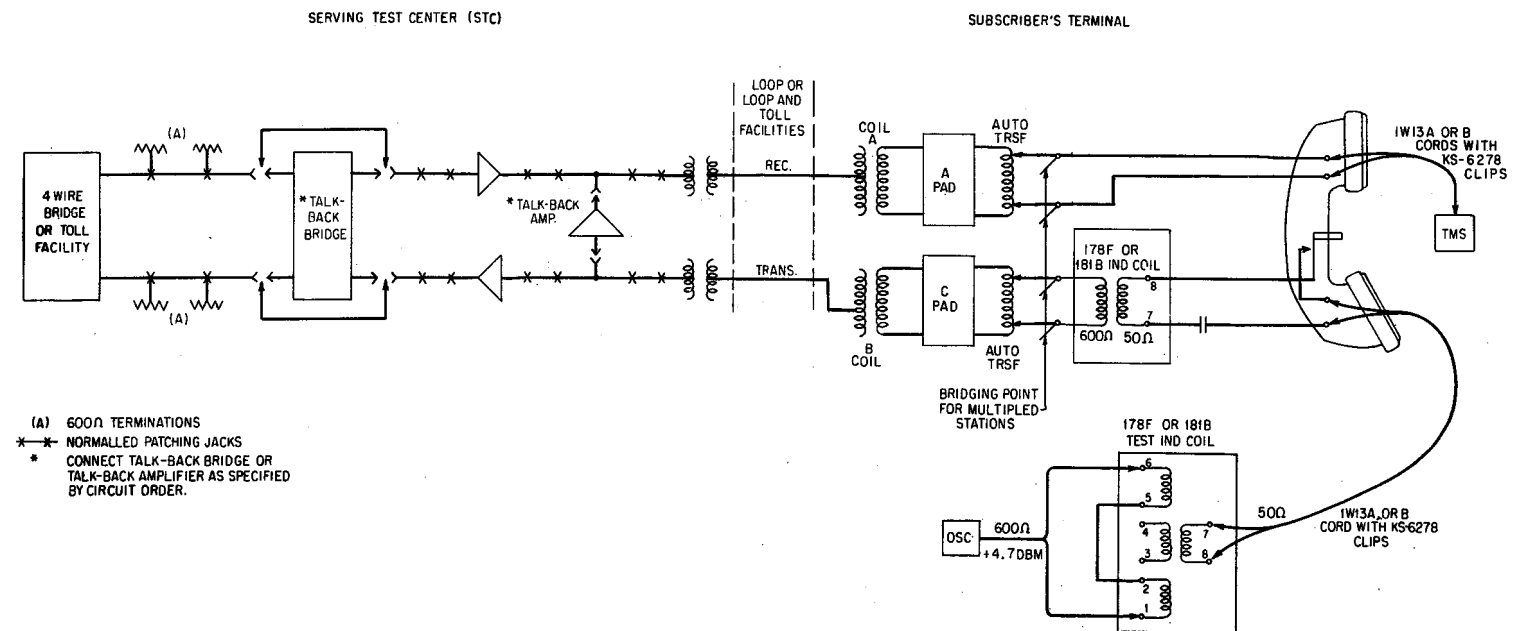 SERVING TEST CENTER (STC)
SUBSCRIBER'S TERMINAL
LOOP OR
LOOP AND
TOLL
FACILITIES
(A)
4 WIRE
BRIDGE
OR TOLL
FACILITY
(A)
* TALK-
BACK
BRIDGE
* TALK-BACK
AMP.
REC.
TRANS.
COIL
A
A
PAD
AUTO
TRSF
B
COIL
C
PAD
AUTO
TRSF
178F OR
181B IND COIL
8
7
600Ω
50Ω
1W13A OR B
CORDS WITH
KS-6278
CLIPS
TMS
BRIDGING POINT
FOR MULTIPLED
STATIONS
(A) 600Ω TERMINATIONS
NORMALLED PATCHING JACKS
* CONNECT TALK-BACK BRIDGE OR
TALK-BACK AMPLIFIER AS SPECIFIED
BY CIRCUIT ORDER.
178F OR 181B
TEST IND COIL
6
5
4
3
2
1
7
8
OSC
600Ω
+4.7DBM
50Ω
1W13A OR B
CORD WITH KS-6278
CLIPS